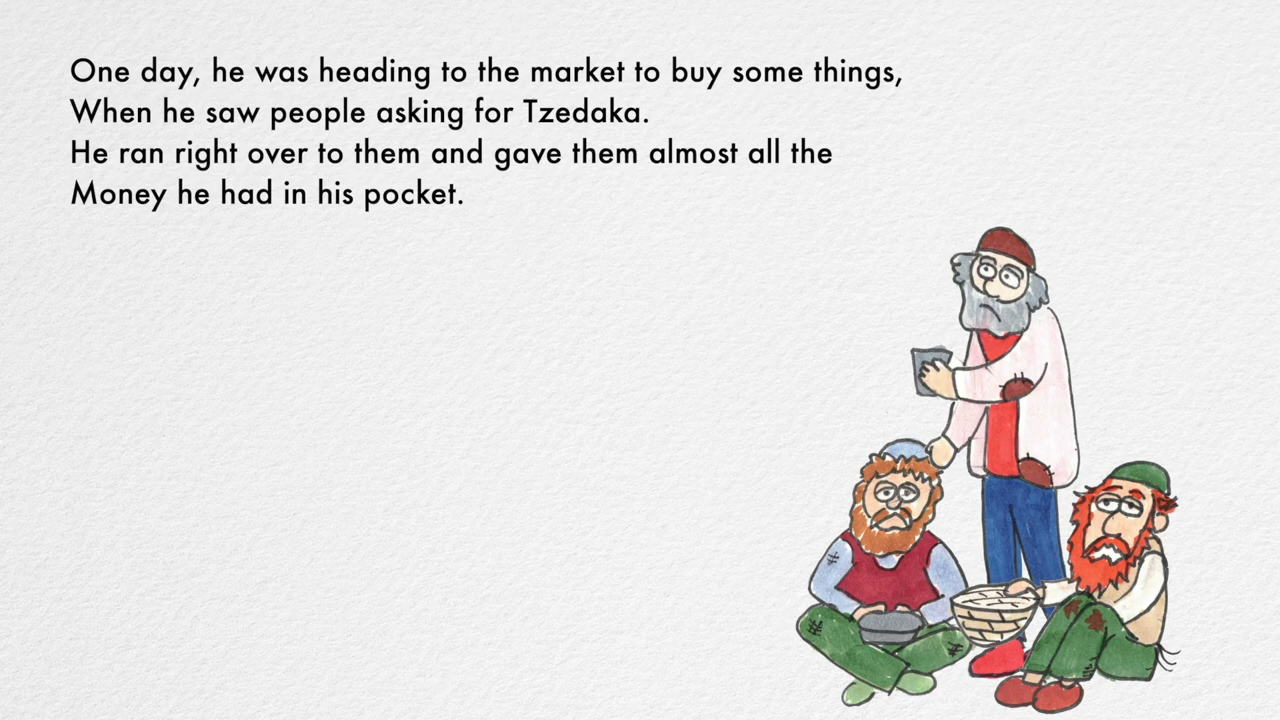 One day, he was heading to the market to buy some things,
When he saw people asking for Tzedaka.
He ran right over to them and gave them almost all the
Money he had in his pocket.